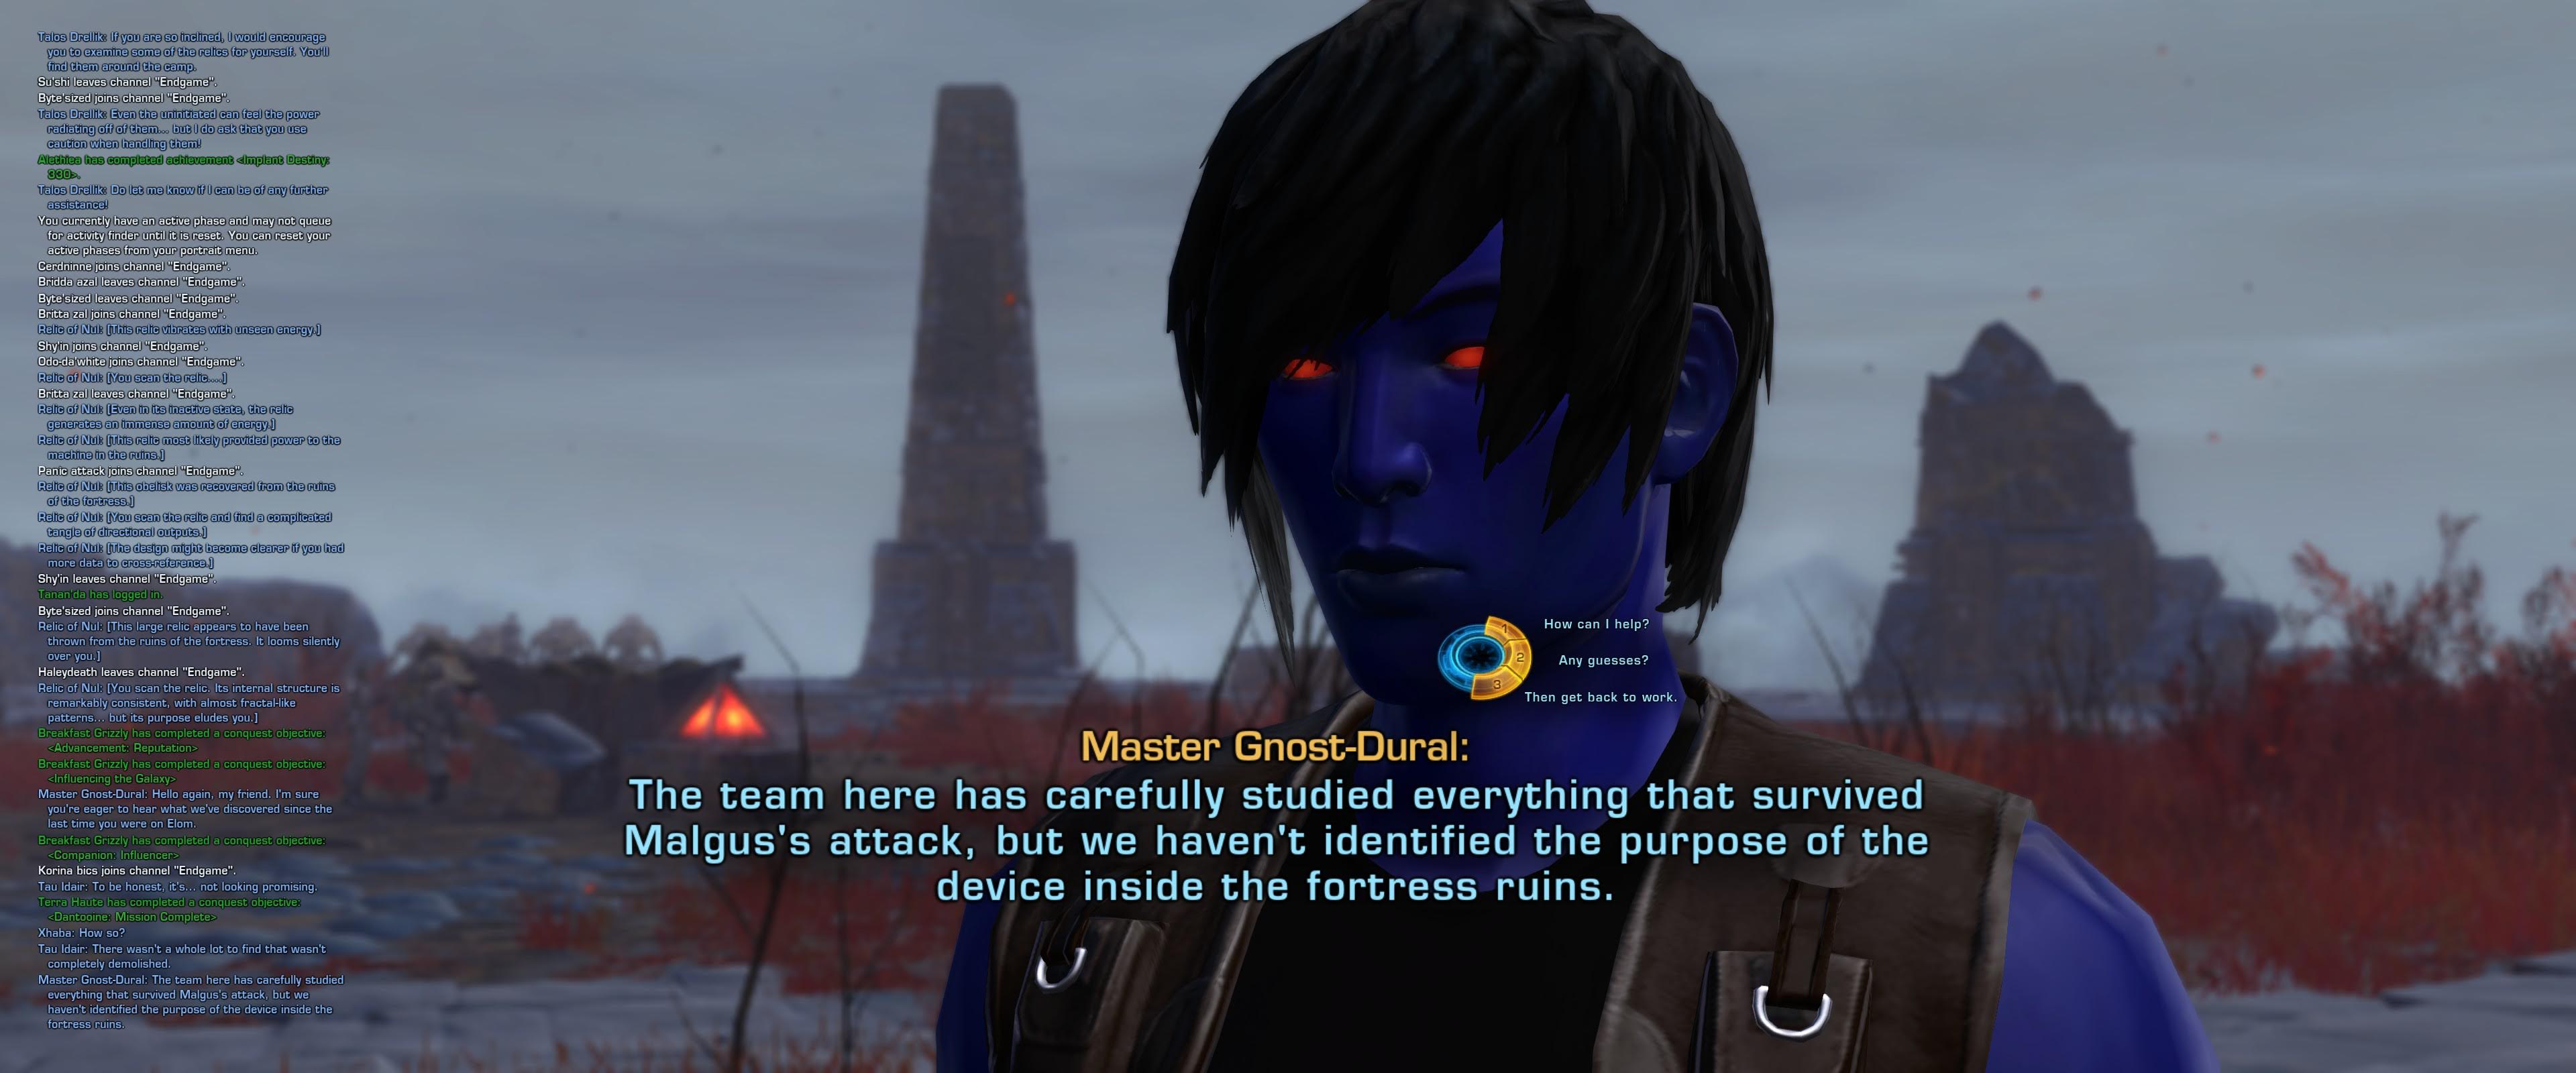 Talos Drellik: If you are so inclined, I would encourage
you to examine some of the relics for yourself. You'll
find them around the camp.
Su'shi leaves channel "Endgame".
Byte'sized joins channel "Endgame".
Talos Drellik: Even the uninitiated can feel the power
radiating off of them... but I do ask that you use
caution when handling them!
Alethiea has completed achievement <Implant Destiny:
330>.
Talos Drellik: Do let me know if I can be of any further
assistance!
You currently have an active phase and may not queue
for activity finder until it is reset. You can reset your
active phases from your portrait menu.
Cerdninne joins channel "Endgame".
Bridda azal leaves channel "Endgame".
Byte'sized leaves channel "Endgame".
Britta zal joins channel "Endgame".
Relic of Nul: [This relic vibrates with unseen energy.]
Shy'in joins channel "Endgame".
Odo-da'white joins channel "Endgame".
Relic of Nul: [You scan the relic....]
Britta zal leaves channel "Endgame".
Relic of Nul: [Even in its inactive state, the relic
generates an immense amount of energy.]
Relic of Nul: [This relic most likely provided power to the
machine in the ruins.]
Panic attack joins channel "Endgame".
Relic of Nul: [This obelisk was recovered from the ruins
of the fortress.]
Relic of Nul: [You scan the relic and find a complicated
tangle of directional outputs.]
Relic of Nul: [The design might become clearer if you had
more data to cross-reference.]
Shy'in leaves channel "Endgame".
Tanan'da has logged in.
Byte'sized joins channel "Endgame".
Relic of Nul: [This large relic appears to have been
thrown from the ruins of the fortress. It looms silently
over you.]
Haleydeath leaves channel "Endgame".
Relic of Nul: [You scan the relic. Its internal structure is
remarkably consistent, with almost fractal-like
patterns... but its purpose eludes you.]
Breakfast Grizzly has completed a conquest objective:
<Advancement: Reputation>
Breakfast Grizzly has completed a conquest objective:
<Influencing the Galaxy>
Master Gnost-Dural: Hello again, my friend. I'm sure
you're eager to hear what we've discovered since the
last time you were on Elom.
Breakfast Grizzly has completed a conquest objective:
<Companion: Influencer>
Korina bics joins channel "Endgame".
Tau Idair: To be honest, it's... not looking promising.
Terra Haute has completed a conquest objective:
<Dantooine: Mission Complete>
Xhaba: How so?
Tau Idair: There wasn't a whole lot to find that wasn't
completely demolished.
Master Gnost-Dural: The team here has carefully studied
everything that survived Malgus's attack, but we
haven't identified the purpose of the device inside the
fortress ruins.
1 How can I help?
2 Any guesses?
3 Then get back to work.
Master Gnost-Dural:
The team here has carefully studied everything that survived
Malgus's attack, but we haven't identified the purpose of the
device inside the fortress ruins.